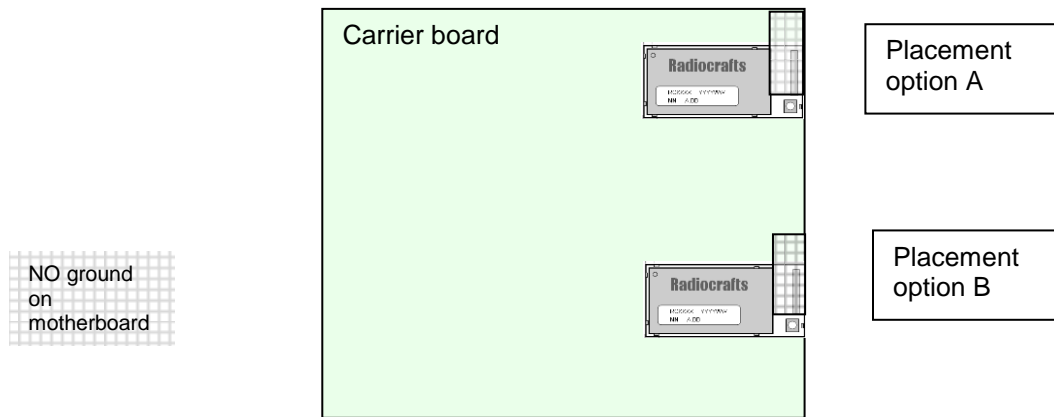 Carrier board
Radiocrafts
Placement
option A
NO ground
on
motherboard
Radiocrafts
Placement
option B